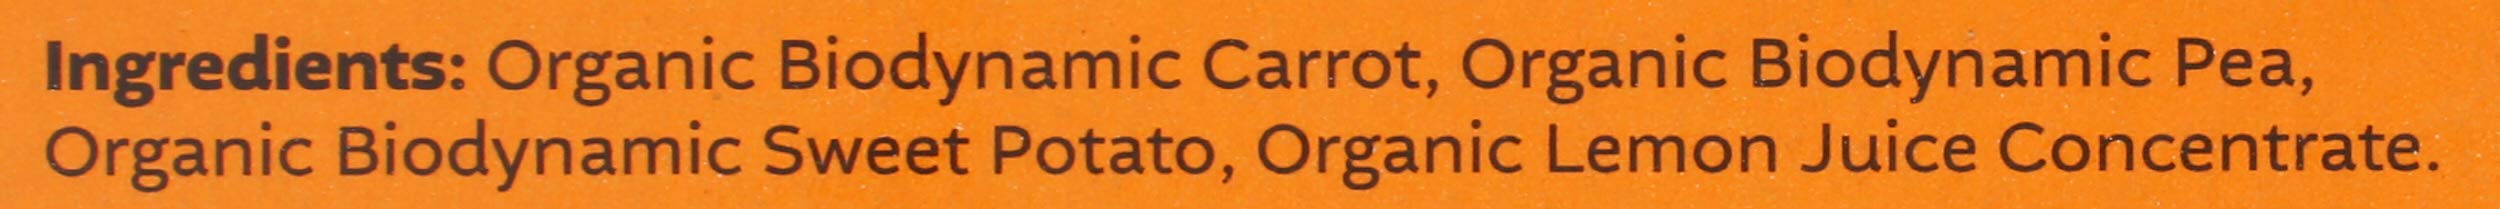 Ingredients: Organic Biodynamic Carrot, Organic Biodynamic Pea,
Organic Biodynamic Sweet Potato, Organic Lemon Juice Concentrate.